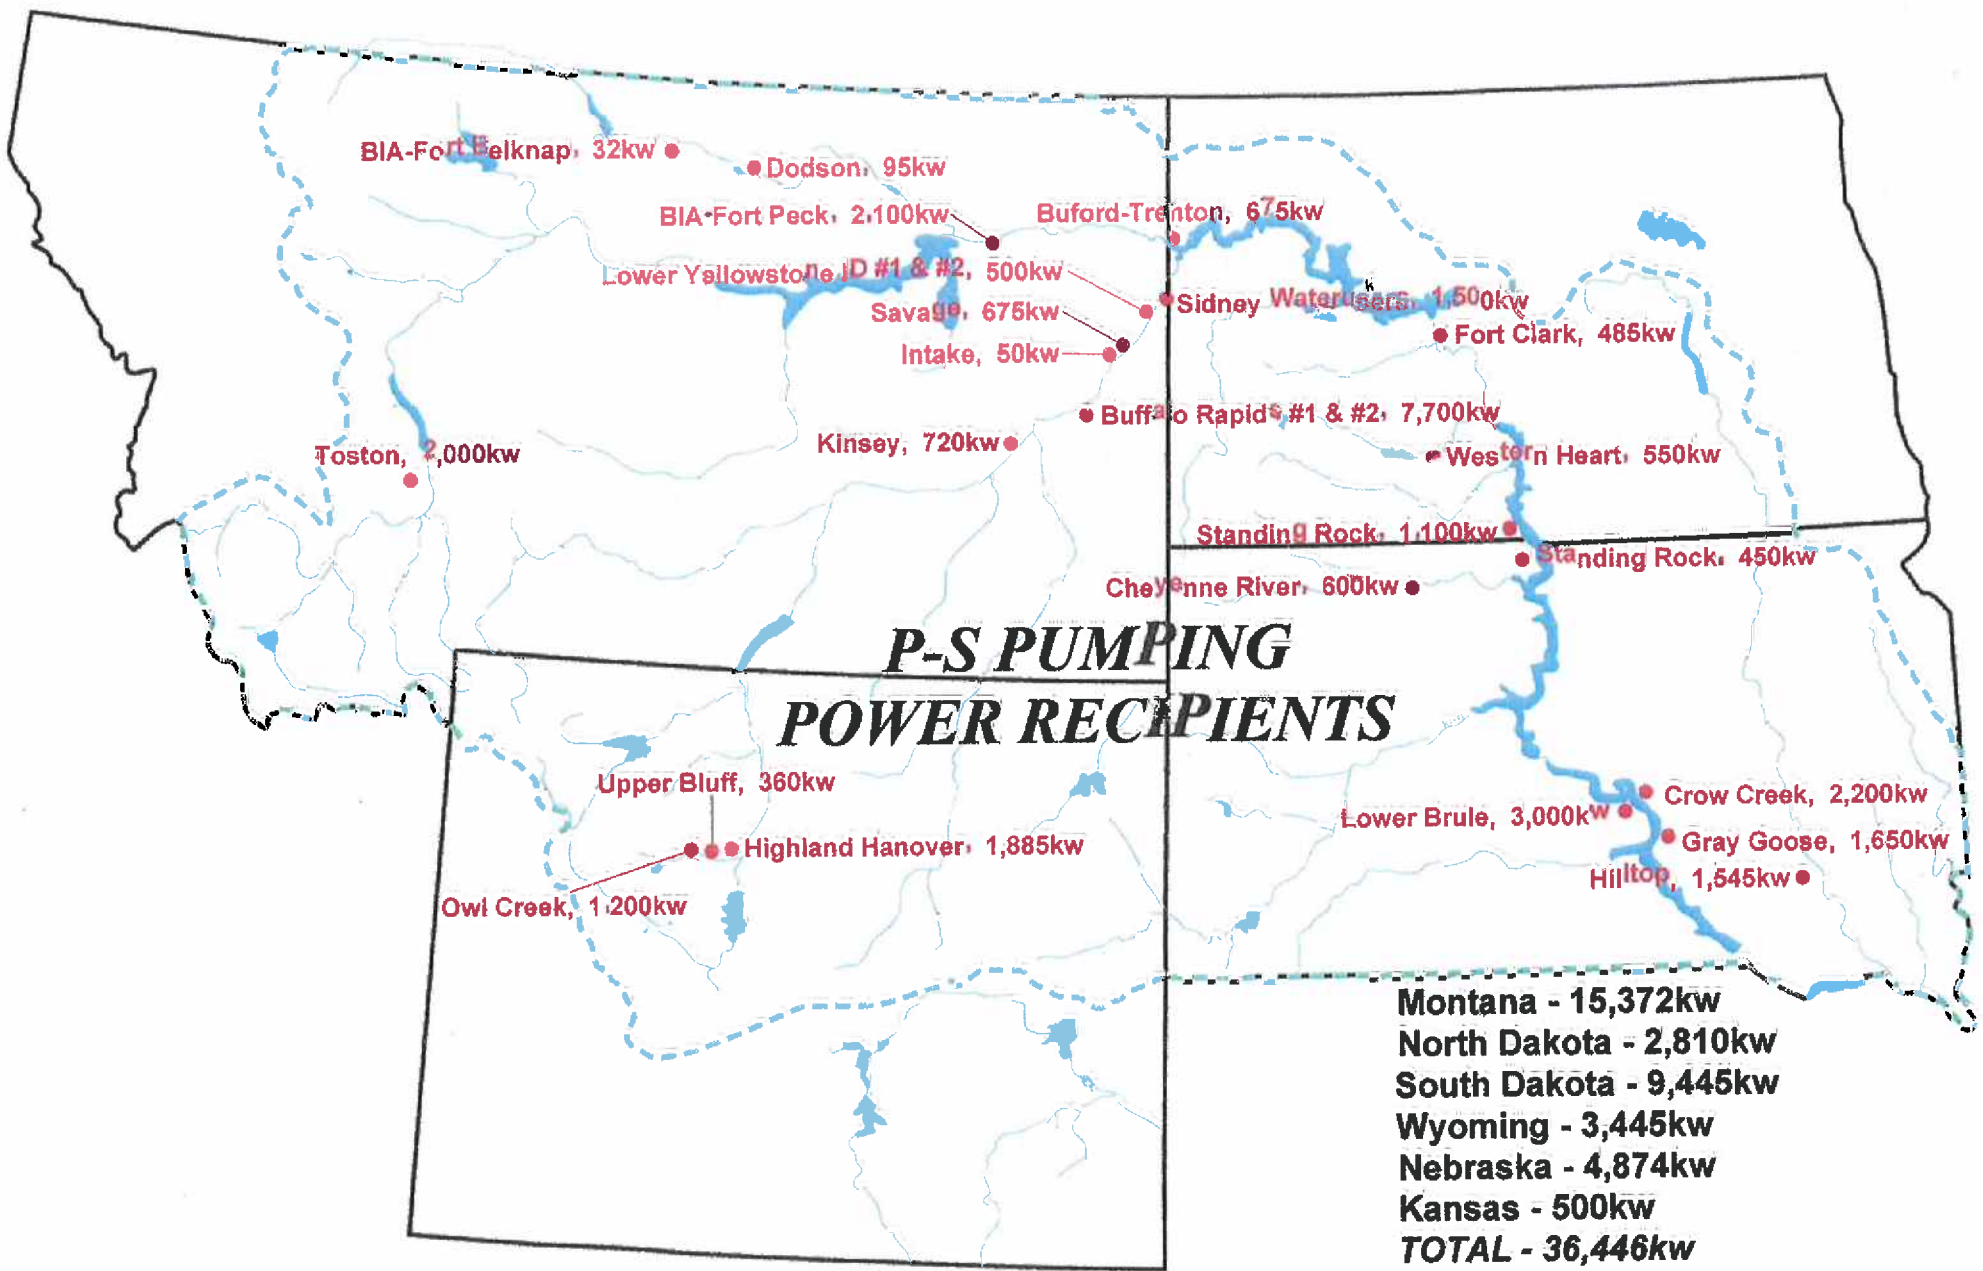 BIA-Fort Belknap, 32kw
Dodson, 95kw
BIA-Fort Peck, 2,100kw
Buford-Trenton, 675kw
Lower Yellowstone ID #1 & #2, 500kw
Sidney Waterusers, 1,500kw
k
Savage, 675kw
Fort Clark, 485kw
Intake, 50kw
Buffalo Rapids #1 & #2, 7,700kw
Kinsey, 720kw
Toston, 2,000kw
Western Heart, 550kw
Standing Rock, 1,100kw
Standing Rock, 450kw
Cheyenne River, 600kw
P-S PUMPING
POWER RECIPIENTS
Upper Bluff, 360kw
Crow Creek, 2,200kw
Lower Brule, 3,000kw
Gray Goose, 1,650kw
Highland Hanover, 1,885kw
Hilltop, 1,545kw
Owl Creek, 1,200kw
Montana - 15,372kw
North Dakota - 2,810kw
South Dakota - 9,445kw
Wyoming - 3,445kw
Nebraska - 4,874kw
Kansas - 500kw
TOTAL - 36,446kw